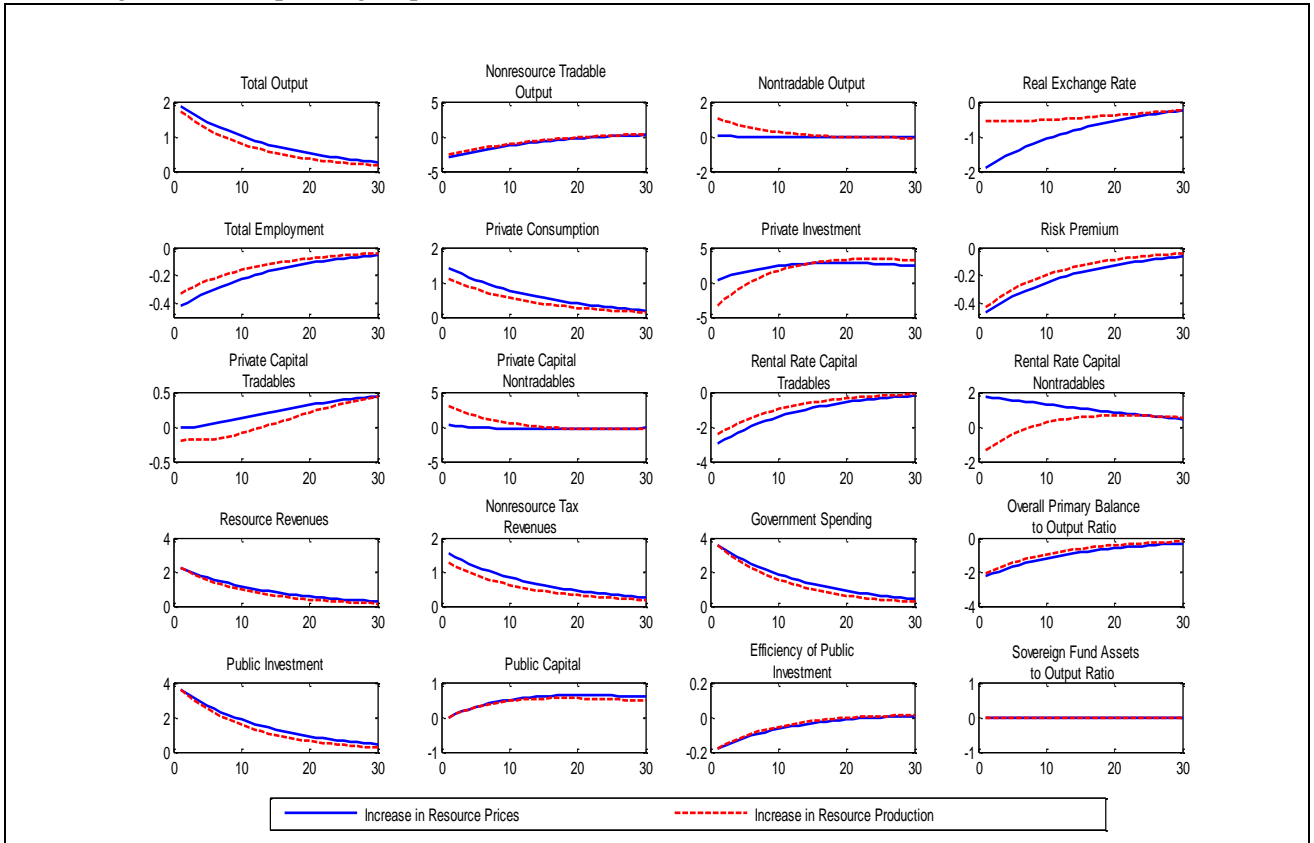 Total Output
2
1
0
0 10 20 30
Nonresource Tradable
Output
5
0
-5
0 10 20 30
Nontradable Output
2
0
-2
0 10 20 30
Real Exchange Rate
0
-1
-2
0 10 20 30
Total Employment
0
-0.2
-0.4
0 10 20 30
Private Consumption
2
1
0
0 10 20 30
Private Investment
5
0
-5
0 10 20 30
Risk Premium
0
-0.2
-0.4
0 10 20 30
Private Capital
Tradables
0.5
0
-0.5
0 10 20 30
Private Capital
Nontradables
5
0
-5
0 10 20 30
Rental Rate Capital
Tradables
0
-2
-4
0 10 20 30
Rental Rate Capital
Nontradables
2
0
-2
0 10 20 30
Resource Revenues
4
2
0
0 10 20 30
Nonresource Tax
Revenues
2
1
0
0 10 20 30
Government Spending
4
2
0
0 10 20 30
Overall Primary Balance
to Output Ratio
0
-2
-4
0 10 20 30
Public Investment
4
2
0
0 10 20 30
Public Capital
1
0
-1
0 10 20 30
Efficiency of Public
Investment
0.2
0
-0.2
0 10 20 30
Sovereign Fund Assets
to Output Ratio
1
0
-1
0 10 20 30
Increase in Resource Prices
Increase in Resource Production